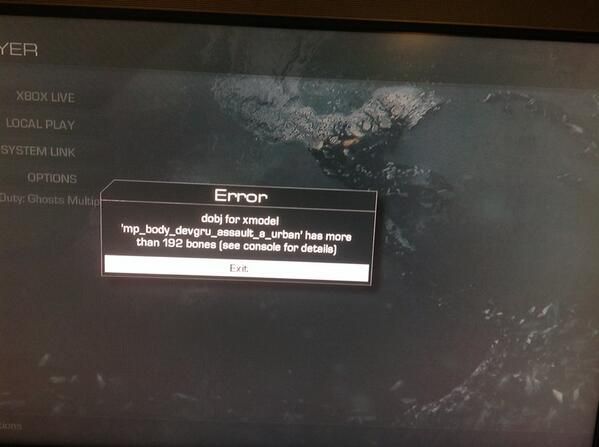 YER
XBOX LIVE
LOCAL PLAY
SYSTEM LINK
OPTIONS
Duty: Ghosts Multip
Error
dobj for xmodel
'mp_body_devgru_assault_a_urban' has more
than 192 bones (see console for details)
Exit
tions